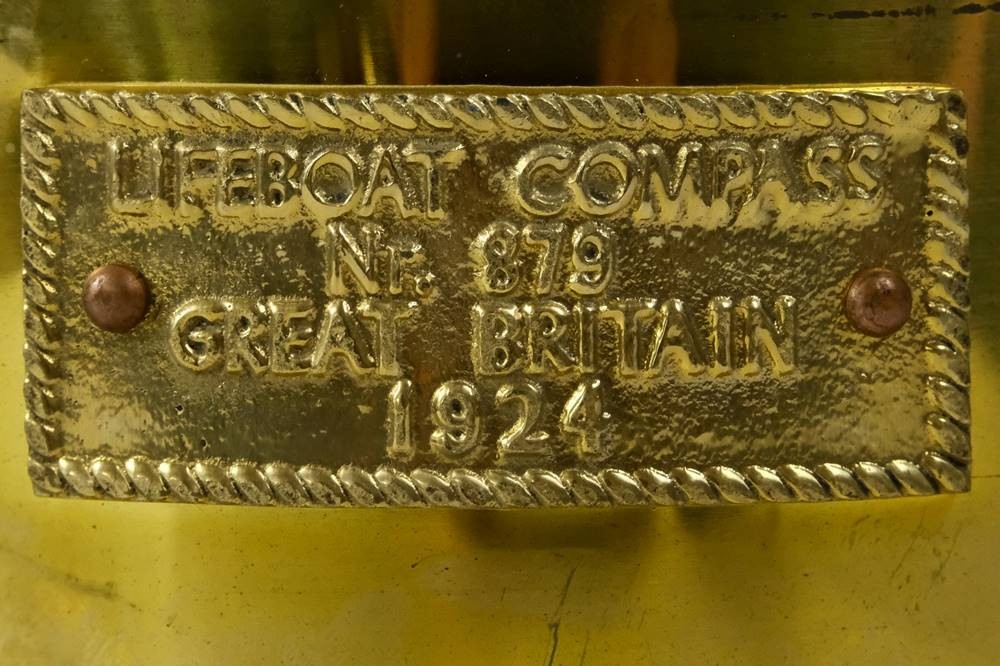 LIFEBOAT COMPASS
Nr. 879
GREAT BRITAIN
1924